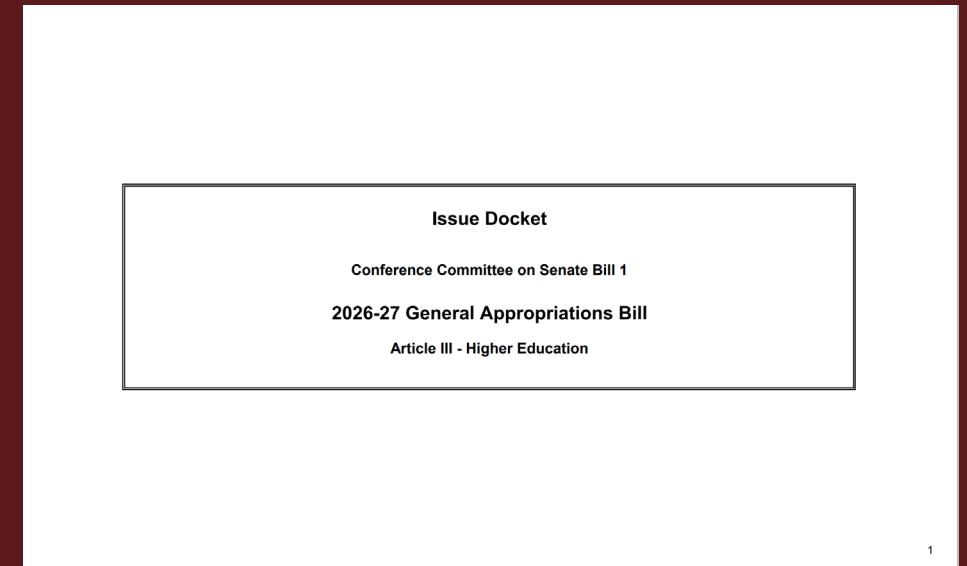 Issue Docket
Conference Committee on Senate Bill 1
2026-27 General Appropriations Bill
Article III - Higher Education
1